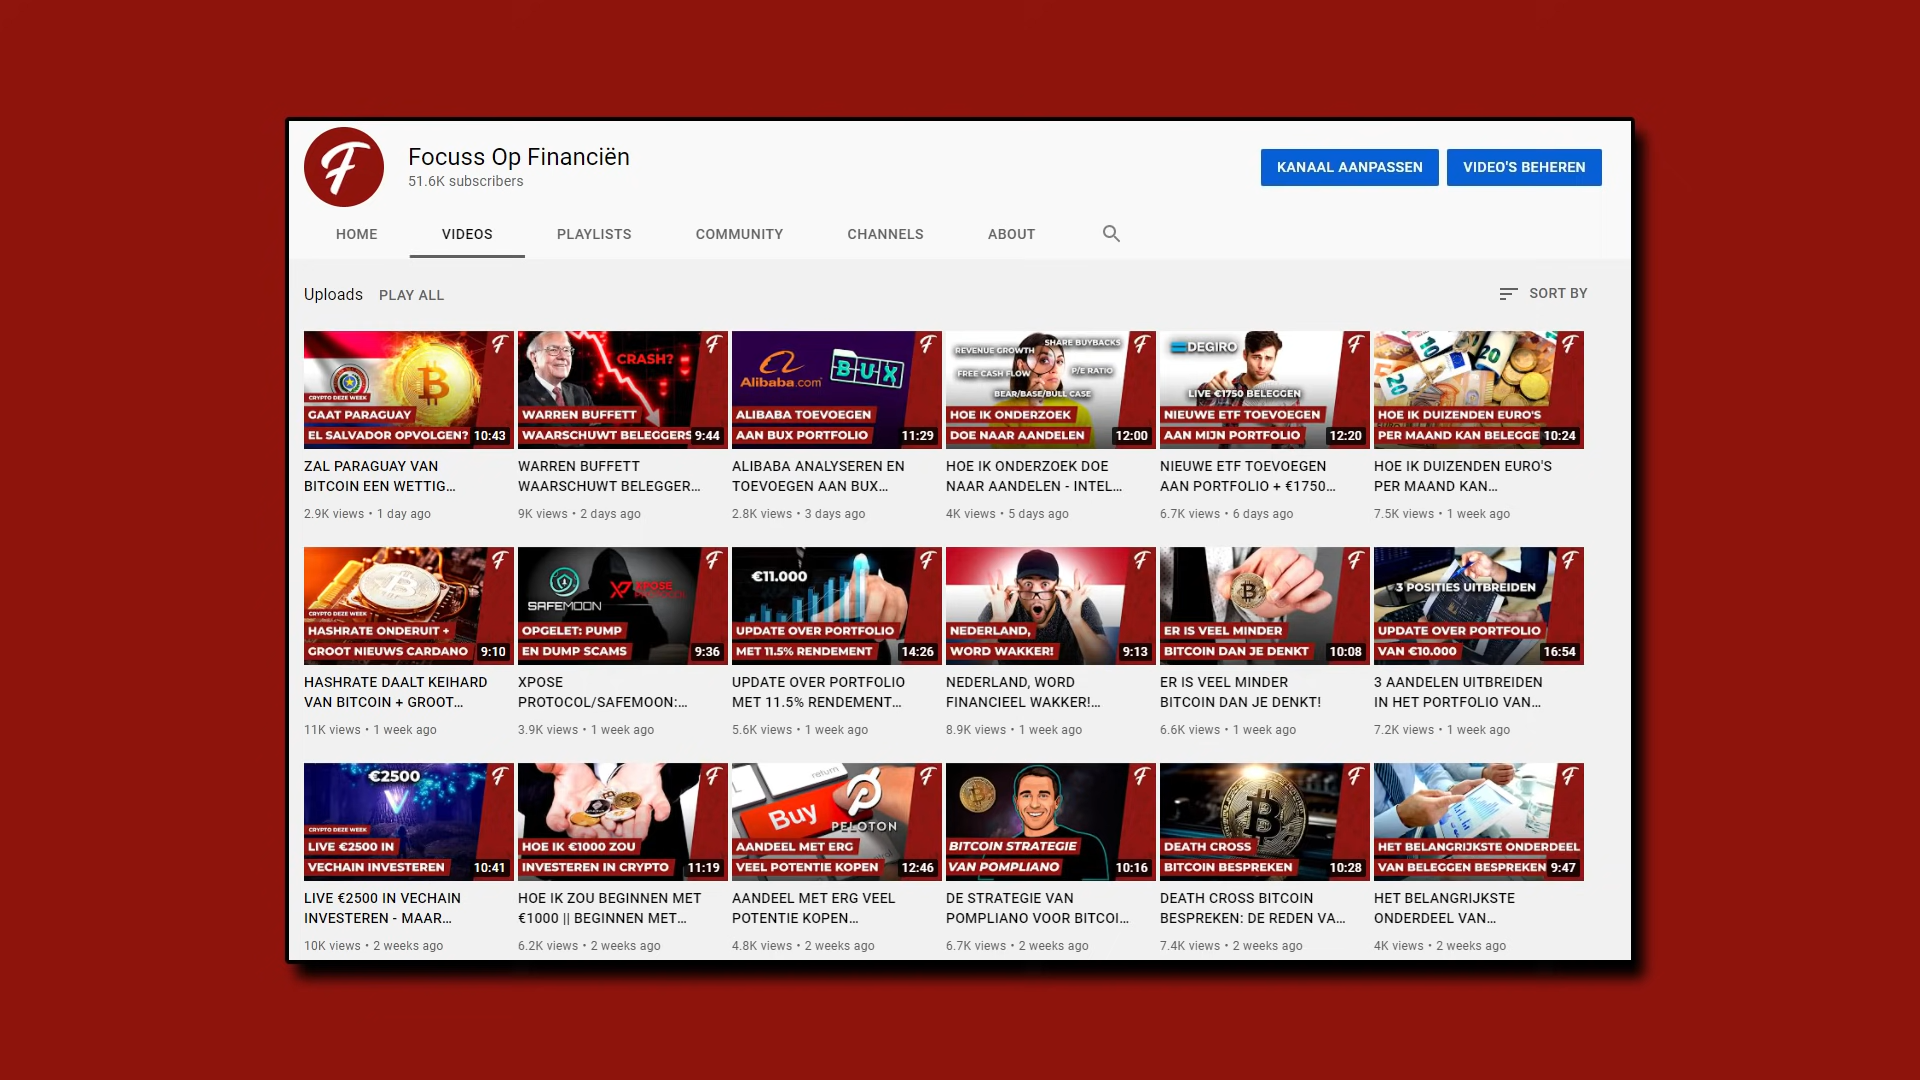 Focuss Op Financiën
51.6K subscribers
KANAAL AANPASSEN
VIDEO'S BEHEREN
HOME
VIDEOS
PLAYLISTS
COMMUNITY
CHANNELS
ABOUT
Uploads
PLAY ALL
SORT BY
CRYPTO DEZE WEEK
GAAT PARAGUAY
EL SALVADOR OPVOLGEN?
10:43
ZAL PARAGUAY VAN
BITCOIN EEN WETTIG...
2.9K views • 1 day ago
CRASH?
WARREN BUFFETT
WAARSCHUWT BELEGGERS
9:44
WARREN BUFFETT
WAARSCHUWT BELEGGER...
9K views • 2 days ago
Alibaba.com
BUX
ALIBABA TOEVOEGEN
AAN BUX PORTFOLIO
11:29
ALIBABA ANALYSEREN EN
TOEVOEGEN AAN BUX...
2.8K views • 3 days ago
SHARE BUYBACKS
REVENUE GROWTH
P/E RATIO
FREE CASH FLOW
BEAR/BASE/BULL CASE
HOE IK ONDERZOEK
DOE NAAR AANDELEN
12:00
HOE IK ONDERZOEK DOE
NAAR AANDELEN - INTEL...
4K views • 5 days ago
DEGIRO
LIVE €1750 BELEGGEN
NIEUWE ETF TOEVOEGEN
AAN MIJN PORTFOLIO
12:20
NIEUWE ETF TOEVOEGEN
AAN PORTFOLIO + €1750...
6.7K views • 6 days ago
HOE IK DUIZENDEN EURO'S
PER MAAND KAN BELEGGE
10:24
HOE IK DUIZENDEN EURO'S
PER MAAND KAN...
7.5K views • 1 week ago
CRYPTO DEZE WEEK
HASHRATE ONDERUIT +
GROOT NIEUWS CARDANO
9:10
HASHRATE DAALT KEIHARD
VAN BITCOIN + GROOT...
11K views • 1 week ago
SAFEMOON
XPOSE
PROTOCOL
OPGELET: PUMP
EN DUMP SCAMS
9:36
XPOSE
PROTOCOL/SAFEMOON:...
3.9K views • 1 week ago
€11.000
UPDATE OVER PORTFOLIO
MET 11.5% RENDEMENT
14:26
UPDATE OVER PORTFOLIO
MET 11.5% RENDEMENT...
5.6K views • 1 week ago
NEDERLAND,
WORD WAKKER!
9:13
NEDERLAND, WORD
FINANCIEEL WAKKER!...
8.9K views • 1 week ago
ER IS VEEL MINDER
BITCOIN DAN JE DENKT
10:08
ER IS VEEL MINDER
BITCOIN DAN JE DENKT!
6.6K views • 1 week ago
3 POSITIES UITBREIDEN
UPDATE OVER PORTFOLIO
VAN €10.000
16:54
3 AANDELEN UITBREIDEN
IN HET PORTFOLIO VAN...
7.2K views • 1 week ago
€2500
CRYPTO DEZE WEEK
LIVE €2500 IN
VECHAIN INVESTEREN
10:41
LIVE €2500 IN VECHAIN
INVESTEREN - MAAR...
10K views • 2 weeks ago
HOE IK €1000 ZOU
INVESTEREN IN CRYPTO
11:19
HOE IK ZOU BEGINNEN MET
€1000 || BEGINNEN MET...
6.2K views • 2 weeks ago
return
Buy
PELOTON
AANDEEL MET ERG
VEEL POTENTIE KOPEN
12:46
AANDEEL MET ERG VEEL
POTENTIE KOPEN...
4.8K views • 2 weeks ago
BITCOIN STRATEGIE
VAN POMPLIANO
10:16
DE STRATEGIE VAN
POMPLIANO VOOR BITCOI...
6.7K views • 2 weeks ago
DEATH CROSS
BITCOIN BESPREKEN
10:28
DEATH CROSS BITCOIN
BESPREKEN: DE REDEN VA...
7.4K views • 2 weeks ago
HET BELANGRIJKSTE ONDERDEEL
VAN BELEGGEN BESPREKEN
9:47
HET BELANGRIJKSTE
ONDERDEEL VAN...
4K views • 2 weeks ago